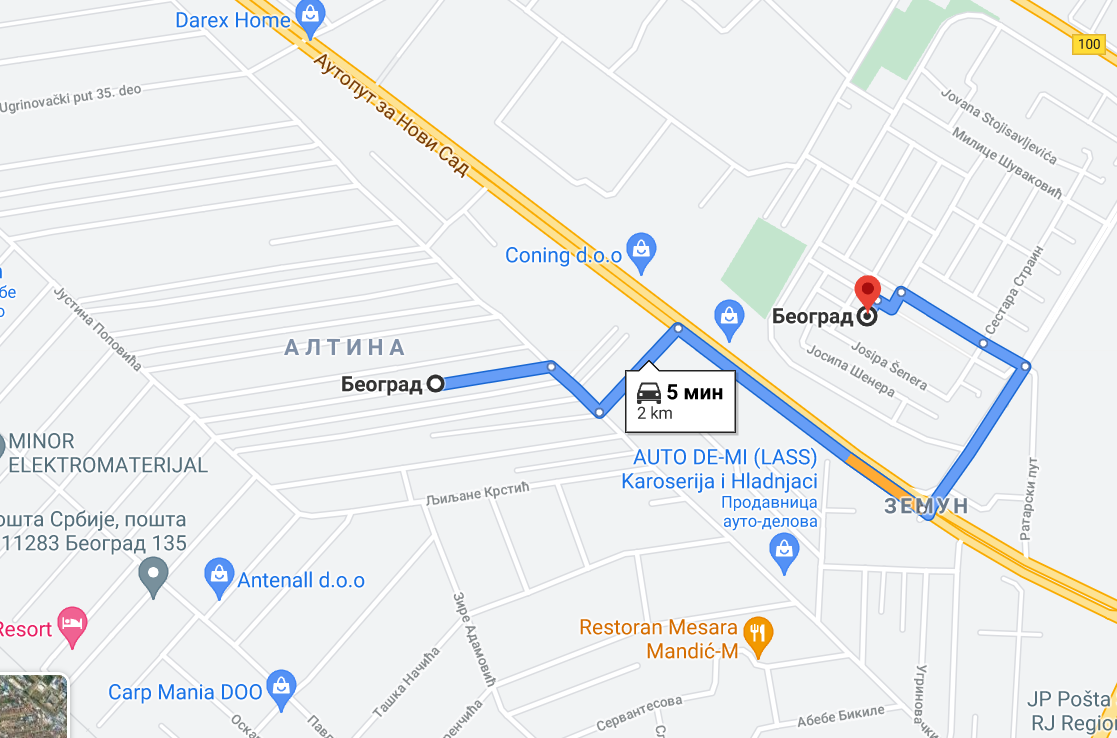 Darex Home
100
Аутопут за Нови Сад
Ugrinovački put 35. deo
Jovana Stojisavljevića
Милице Шуваковић
Coning d.o.o
Сестара Страин
Јустина Поповића
Београд
АЛТИНА
Josipa Šenera
Јосипа Шенера
Београд
5 мин
2 km
MINOR
ELEKTROMATERIJAL
AUTO DE-MI (LASS)
Karoserija i Hladnjaci
Продавница
ауто-делова
ЗЕМУН
Ратарски пут
Љиљане Крстић
Србије, пошта
11283 Београд 135
Antenall d.o.o
Зире Адамовић
Resort
Restoran Mesara
Mandić-M
Ташка Начића
Carp Mania DOO
Сервантесова
Абебе Бикиле
JP Pošta
RJ